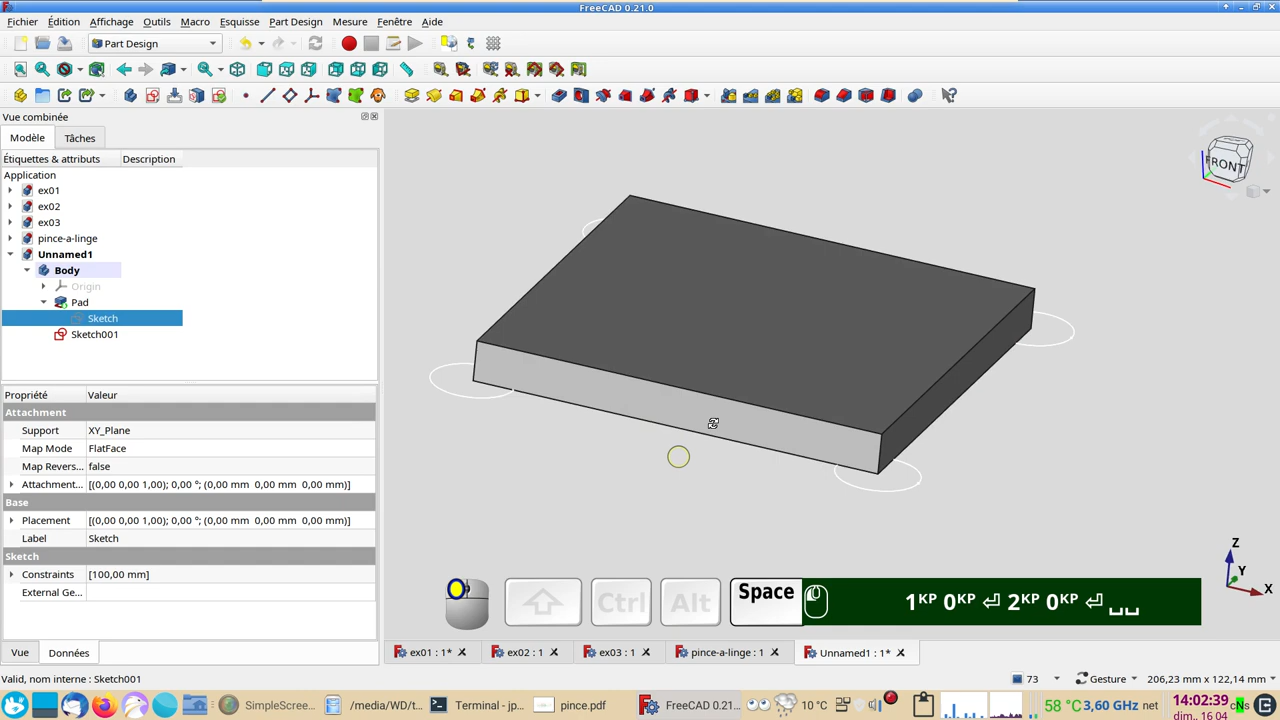 FreeCAD 0.21.0
Fichier Édition Affichage Outils Macro Esquisse Part Design Mesure Fenêtre Aide
Part Design
Vue combinée
Modèle Tâches
Étiquettes & attributs Description
Application
ex01
ex02
ex03
pince-a-linge
Unnamed1
Body
Origin
Pad
Sketch
Sketch001
FRONT
Propriété Valeur
Attachment
Support XY_Plane
Map Mode FlatFace
Map Revers... false
Attachment... [(0,00 0,00 1,00); 0,00 °; (0,00 mm 0,00 mm 0,00 mm)]
Base
Placement [(0,00 0,00 1,00); 0,00 °; (0,00 mm 0,00 mm 0,00 mm)]
Label Sketch
Sketch
Constraints [100,00 mm]
External Ge...
Z
Y
X
Ctrl Alt Space 1KP 0KP ⏎ 2KP 0KP ⏎ ␣␣
Vue Données
ex01 : 1* ex02 : 1 ex03 : 1 pince-a-linge : 1 Unnamed1 : 1*
Valid, nom interne : Sketch001
73 Gesture 206,23 mm x 122,14 mm
SimpleScree... /media/WD/t... Terminal - jp... pince.pdf FreeCAD 0.21... 10 °C 58 °C 3,60 GHz net 14:02:39
dim.. 16 04